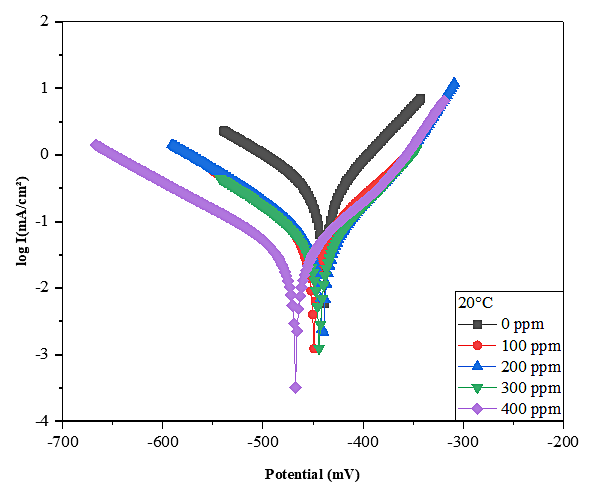 2
1
0
-1
-2
-3
-4
log I(mA/cm²)
-700 -600 -500 -400 -300 -200
Potential (mV)
20°C
0 ppm
100 ppm
200 ppm
300 ppm
400 ppm